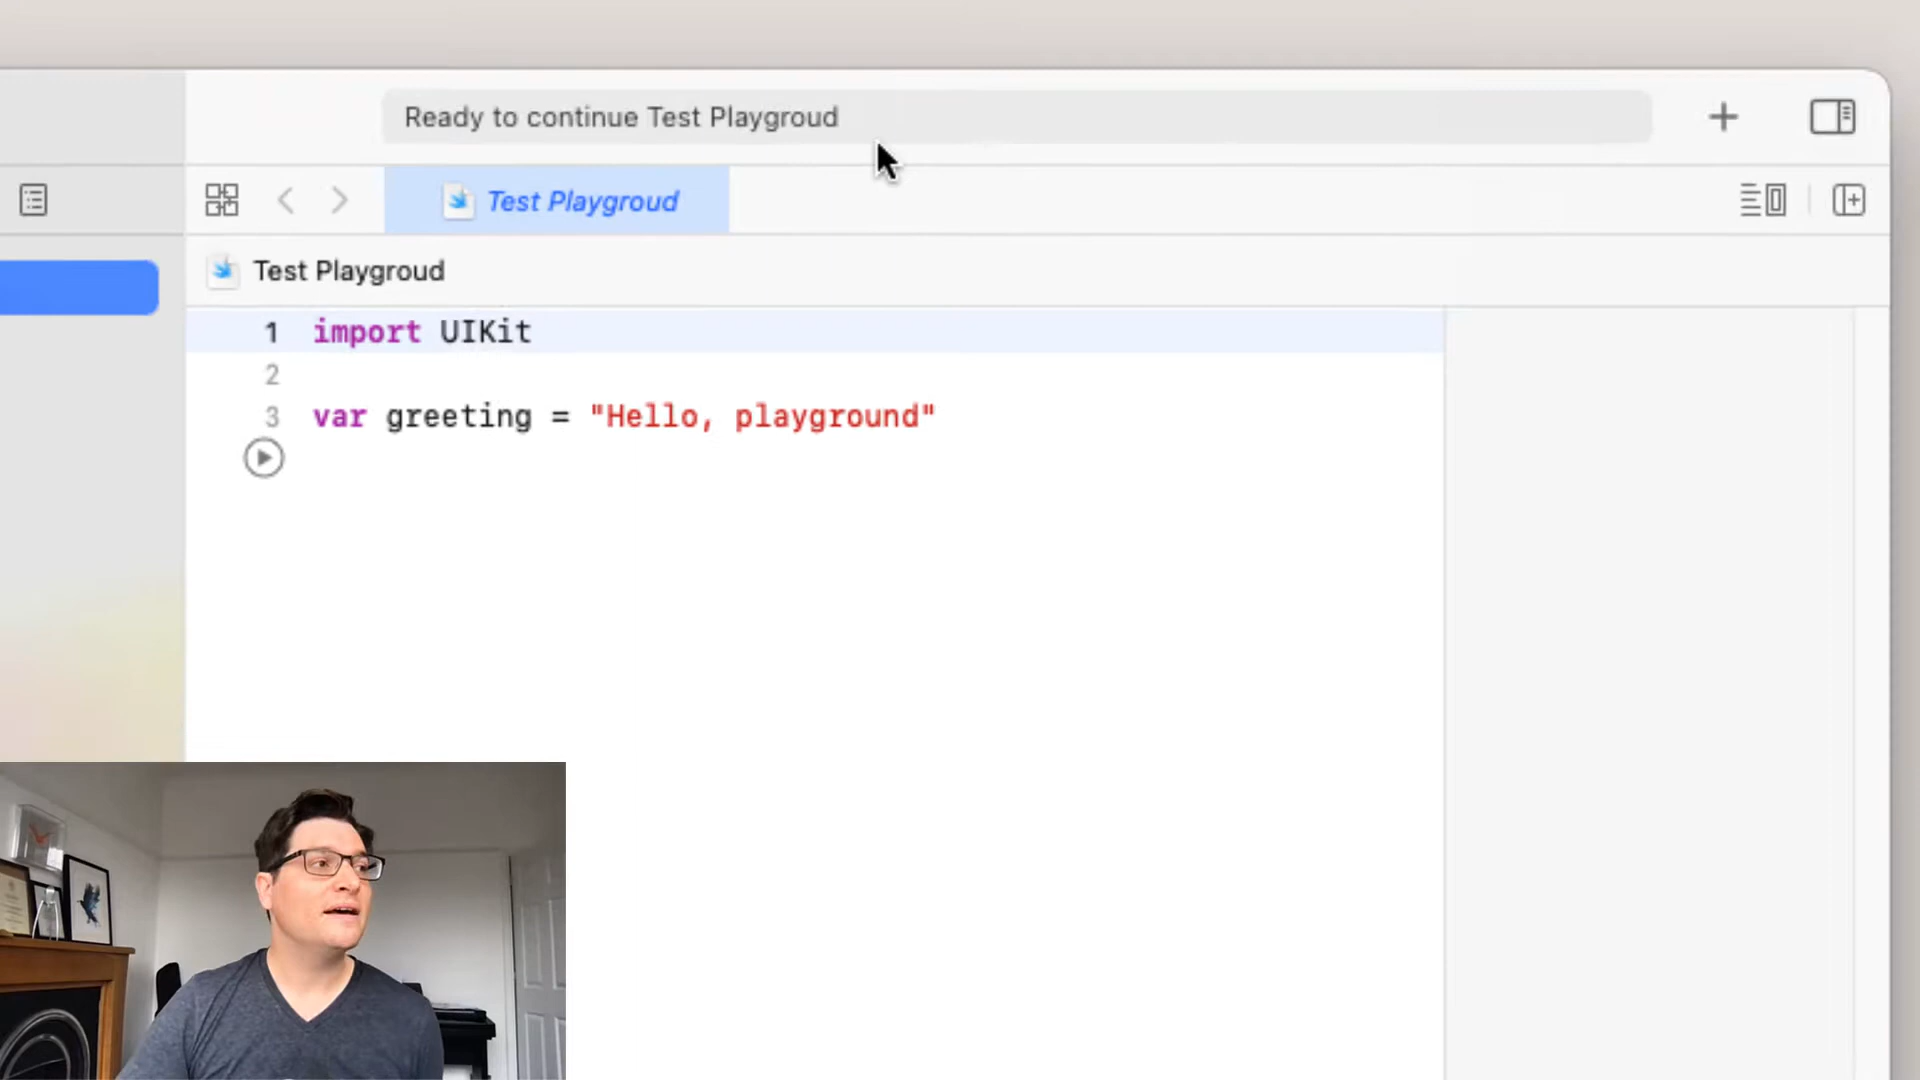 Ready to continue Test Playgroud
Test Playgroud
Test Playgroud
1 import UIKit
2
3 var greeting = "Hello, playground"